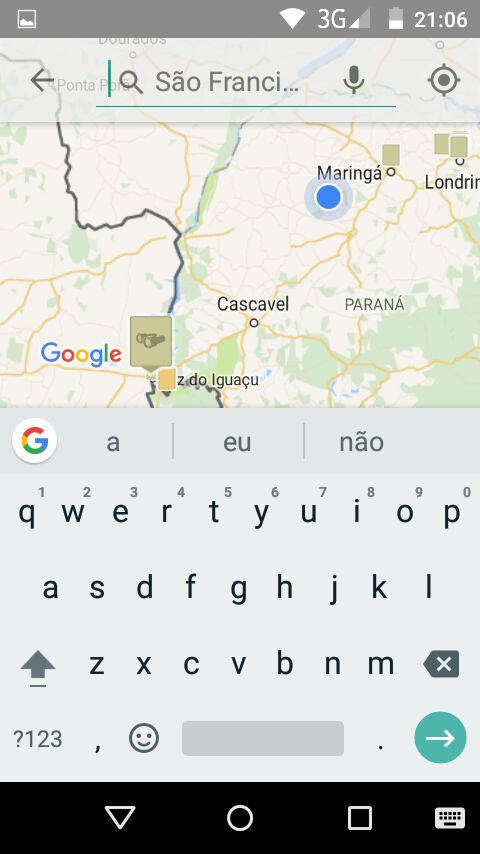 3G 21:06
Dourados
Ponta Porã
São Franci...
Maringá
Londrin
Cascavel
PARANÁ
Google
z do Iguaçu
G a eu não
1 2 3 4 5 6 7 8 9 0
q w e r t y u i o p
a s d f g h j k l
z x c v b n m
?123 , .